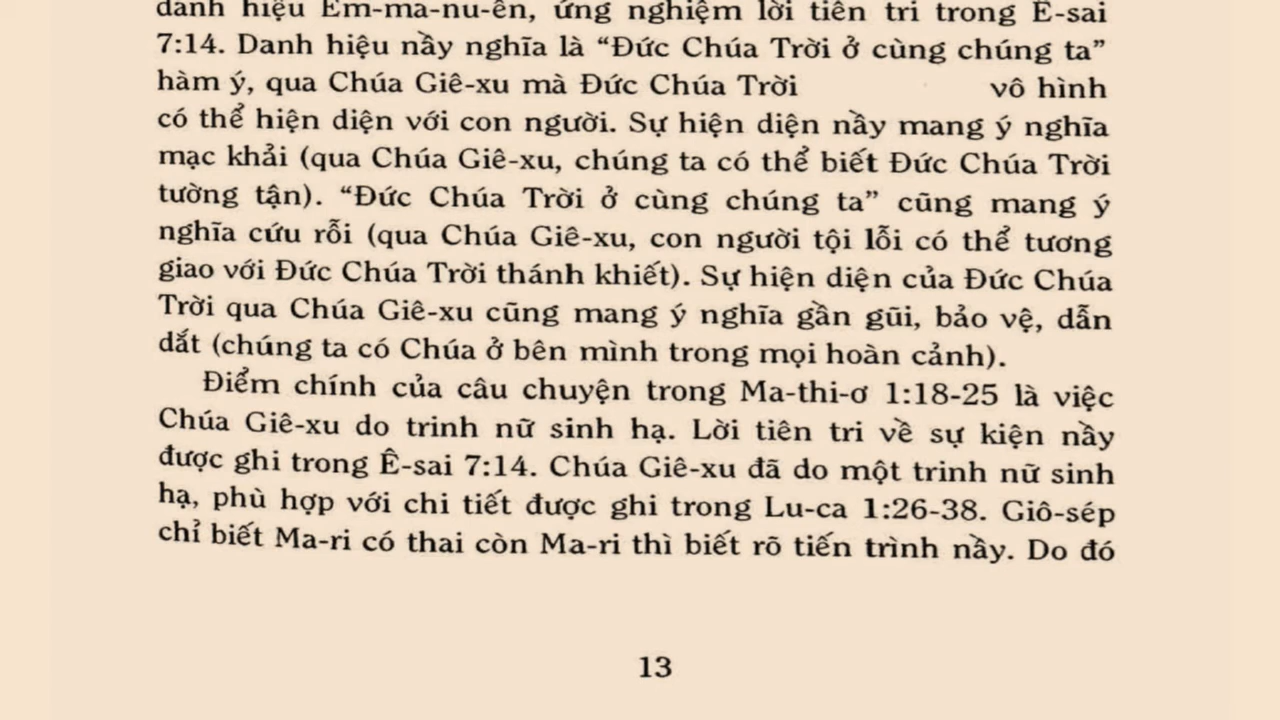 danh hiệu Em-ma-nu-ên, ứng nghiệm lời tiên tri trong Ê-sai
7:14. Danh hiệu nầy nghĩa là “Đức Chúa Trời ở cùng chúng ta”
hàm ý, qua Chúa Giê-xu mà Đức Chúa Trời vô hình
có thể hiện diện với con người. Sự hiện diện nầy mang ý nghĩa
mạc khải (qua Chúa Giê-xu, chúng ta có thể biết Đức Chúa Trời
tường tận). “Đức Chúa Trời ở cùng chúng ta” cũng mang ý
nghĩa cứu rỗi (qua Chúa Giê-xu, con người tội lỗi có thể tương
giao với Đức Chúa Trời thánh khiết). Sự hiện diện của Đức Chúa
Trời qua Chúa Giê-xu cũng mang ý nghĩa gần gũi, bảo vệ, dẫn
dắt (chúng ta có Chúa ở bên mình trong mọi hoàn cảnh).
Điểm chính của câu chuyện trong Ma-thi-ơ 1:18-25 là việc
Chúa Giê-xu do trinh nữ sinh hạ. Lời tiên tri về sự kiện nầy
được ghi trong Ê-sai 7:14. Chúa Giê-xu đã do một trinh nữ sinh
hạ, phù hợp với chi tiết được ghi trong Lu-ca 1:26-38. Giô-sép
chỉ biết Ma-ri có thai còn Ma-ri thì biết rõ tiến trình nầy. Do đó
13